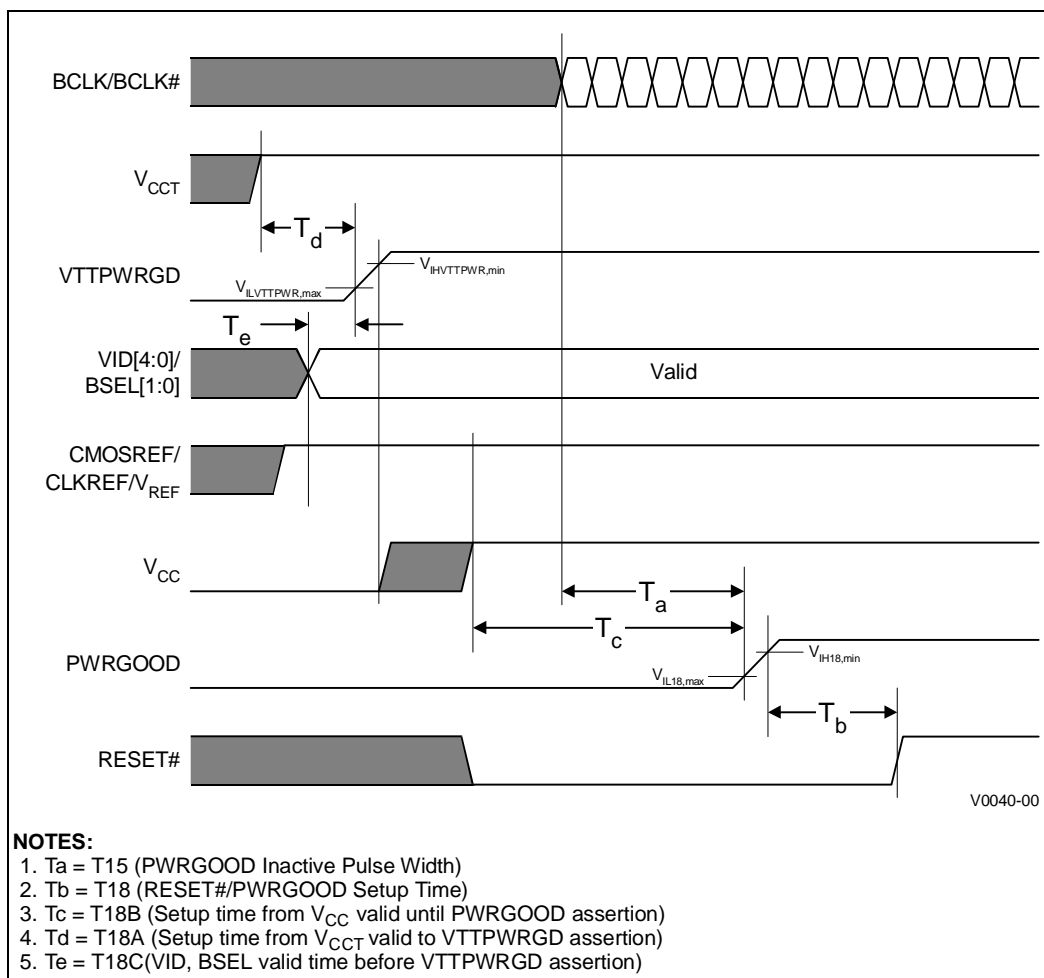 BCLK/BCLK#
VCCT
Td
VTTPWRGD
VIHVTTPWR,min
VILVTTPWR,max
Te
VID[4:0]/
BSEL[1:0]
Valid
CMOSREF/
CLKREF/VREF
VCC
Ta
Tc
PWRGOOD
VIH18,min
VIL18,max
Tb
RESET#
V0040-00
NOTES:
1. Ta = T15 (PWRGOOD Inactive Pulse Width)
2. Tb = T18 (RESET#/PWRGOOD Setup Time)
3. Tc = T18B (Setup time from VCC valid until PWRGOOD assertion)
4. Td = T18A (Setup time from VCCT valid to VTTPWRGD assertion)
5. Te = T18C(VID, BSEL valid time before VTTPWRGD assertion)